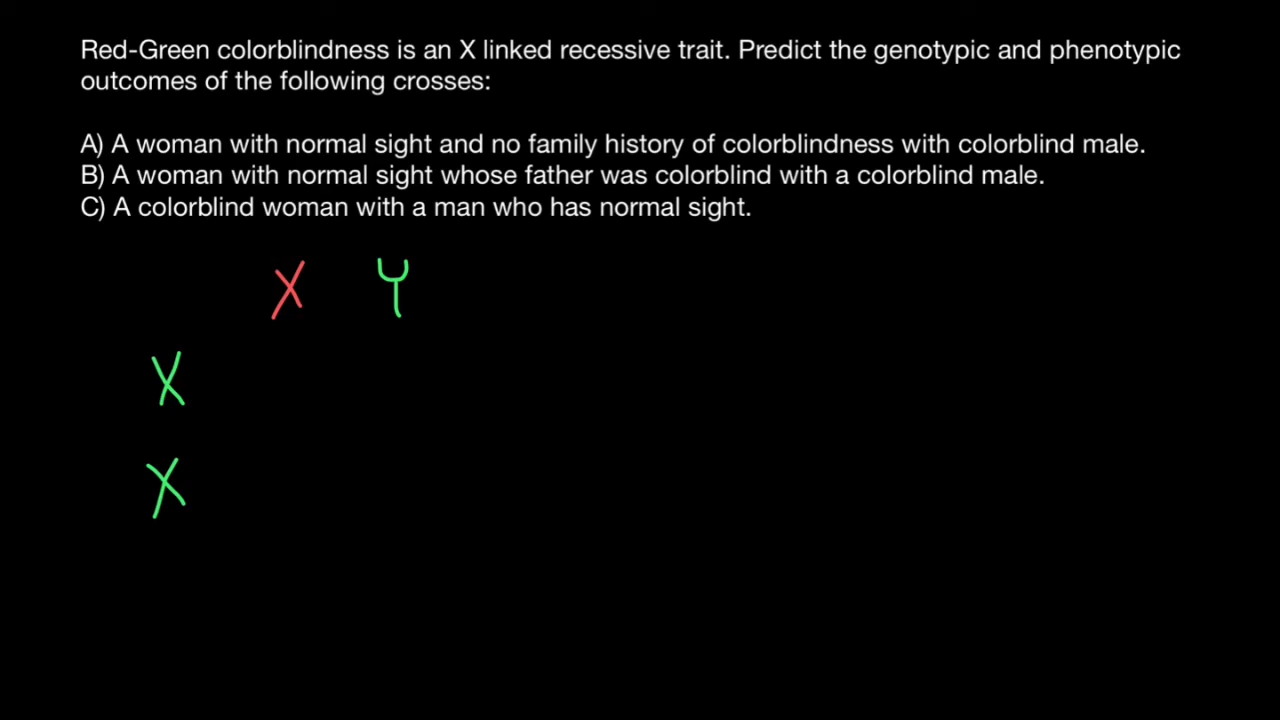 Red-Green colorblindness is an X linked recessive trait. Predict the genotypic and phenotypic
outcomes of the following crosses:
A) A woman with normal sight and no family history of colorblindness with colorblind male.
B) A woman with normal sight whose father was colorblind with a colorblind male.
C) A colorblind woman with a man who has normal sight.
X Y
X
X